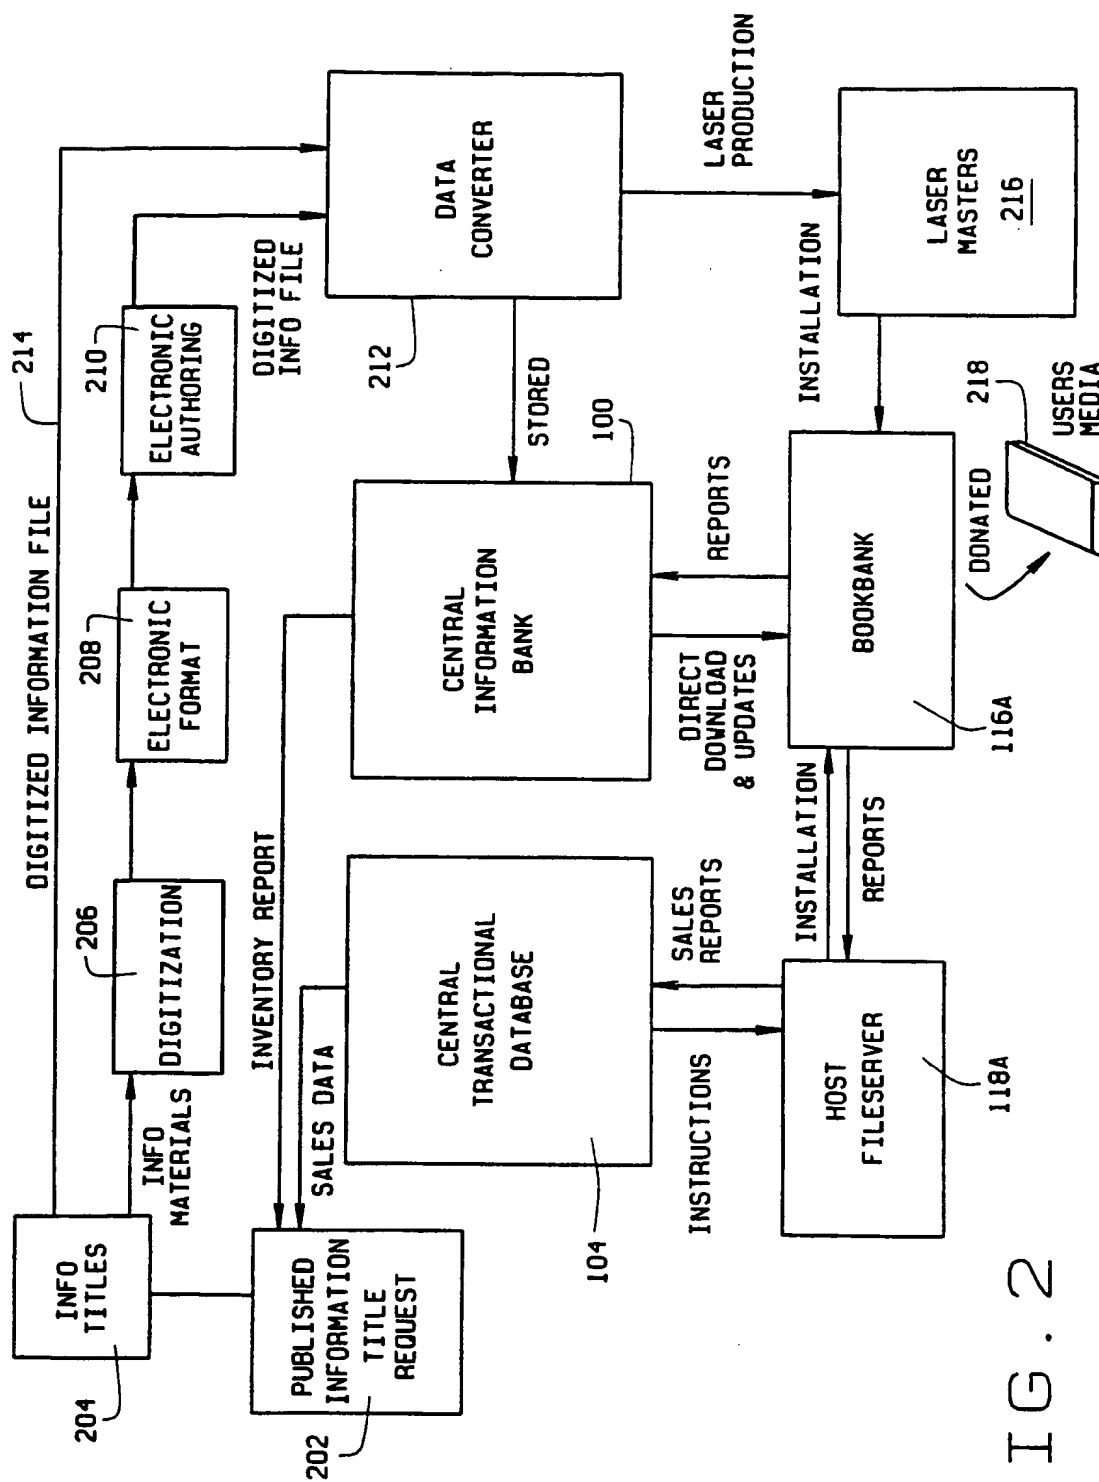 204
INFO
TITLES
DIGITIZED INFORMATION FILE
214
INFO
MATERIALS
206
DIGITIZATION
208
ELECTRONIC
FORMAT
210
ELECTRONIC
AUTHORING
DIGITIZED
INFO FILE
202
PUBLISHED
INFORMATION
TITLE
REQUEST
INVENTORY REPORT
SALES DATA
DATA
CONVERTER
212
STORED
LASER
PRODUCTION
CENTRAL
TRANSACTIONAL
DATABASE
104
CENTRAL
INFORMATION
BANK
100
INSTRUCTIONS
SALES
REPORTS
DIRECT
DOWNLOAD
& UPDATES
REPORTS
HOST
FILESERVER
118A
INSTALLATION
REPORTS
BOOKBANK
116A
INSTALLATION
LASER
MASTERS
216
DONATED
218
USERS
MEDIA
IG. 2